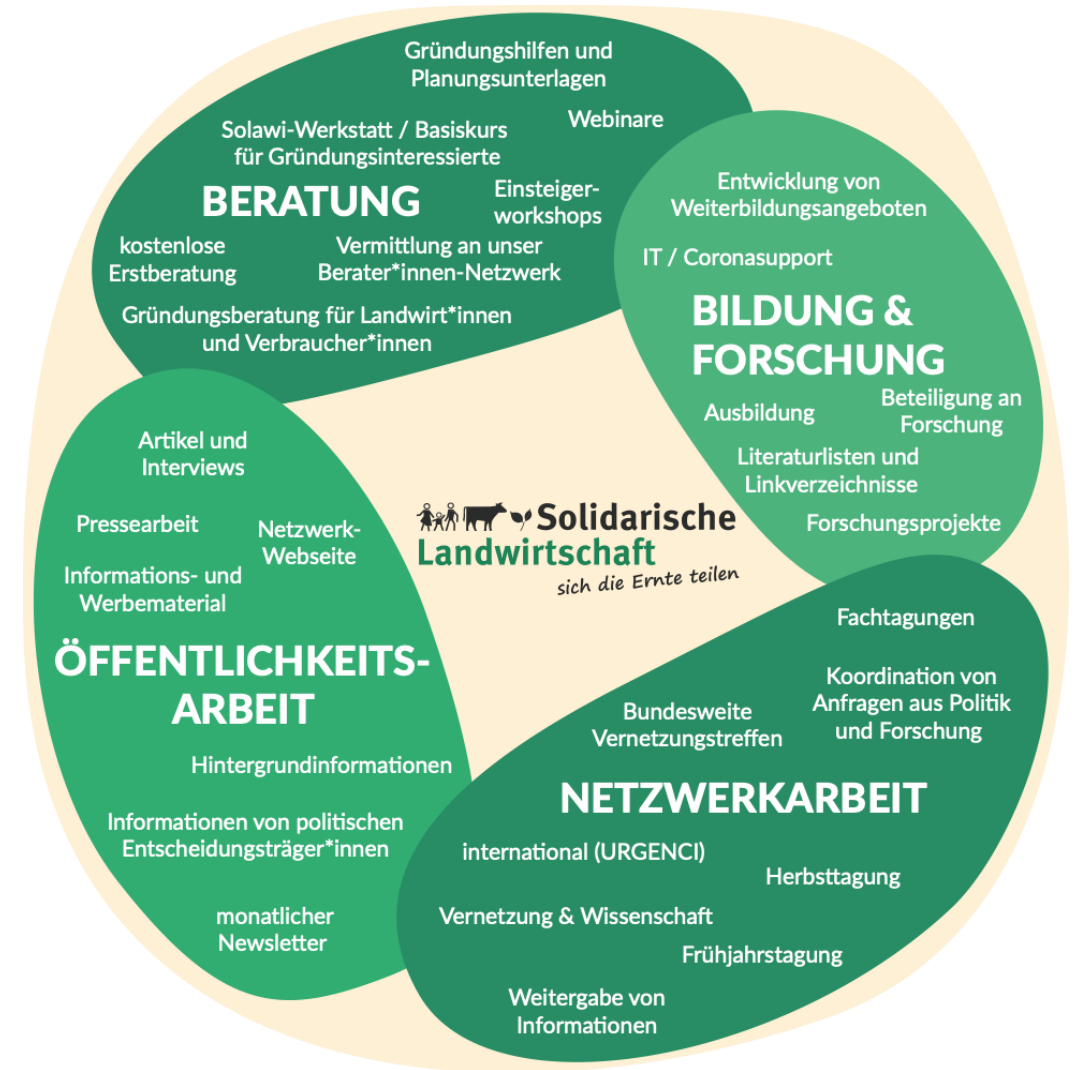 Gründungshilfen und
Planungsunterlagen
Webinare
Solawi-Werkstatt / Basiskurs
für Gründungsinteressierte
Einsteiger-
workshops
BERATUNG
kostenlose
Erstberatung
Vermittlung an unser
Berater*innen-Netzwerk
Gründungsberatung für Landwirt*innen
und Verbraucher*innen
Entwicklung von
Weiterbildungsangeboten
IT / Coronasupport
BILDUNG &
FORSCHUNG
Ausbildung
Beteiligung an
Forschung
Literaturlisten und
Linkverzeichnisse
Forschungsprojekte
Artikel und
Interviews
Pressearbeit
Netzwerk-
Webseite
Informations- und
Werbematerial
ÖFFENTLICHKEITS-
ARBEIT
Hintergrundinformationen
Informationen von politischen
Entscheidungsträger*innen
monatlicher
Newsletter
Solidarische
Landwirtschaft
sich die Ernte teilen
Fachtagungen
Koordination von
Anfragen aus Politik
und Forschung
Bundesweite
Vernetzungstreffen
NETZWERKARBEIT
international (URGENCI)
Herbsttagung
Vernetzung & Wissenschaft
Frühjahrstagung
Weitergabe von
Informationen